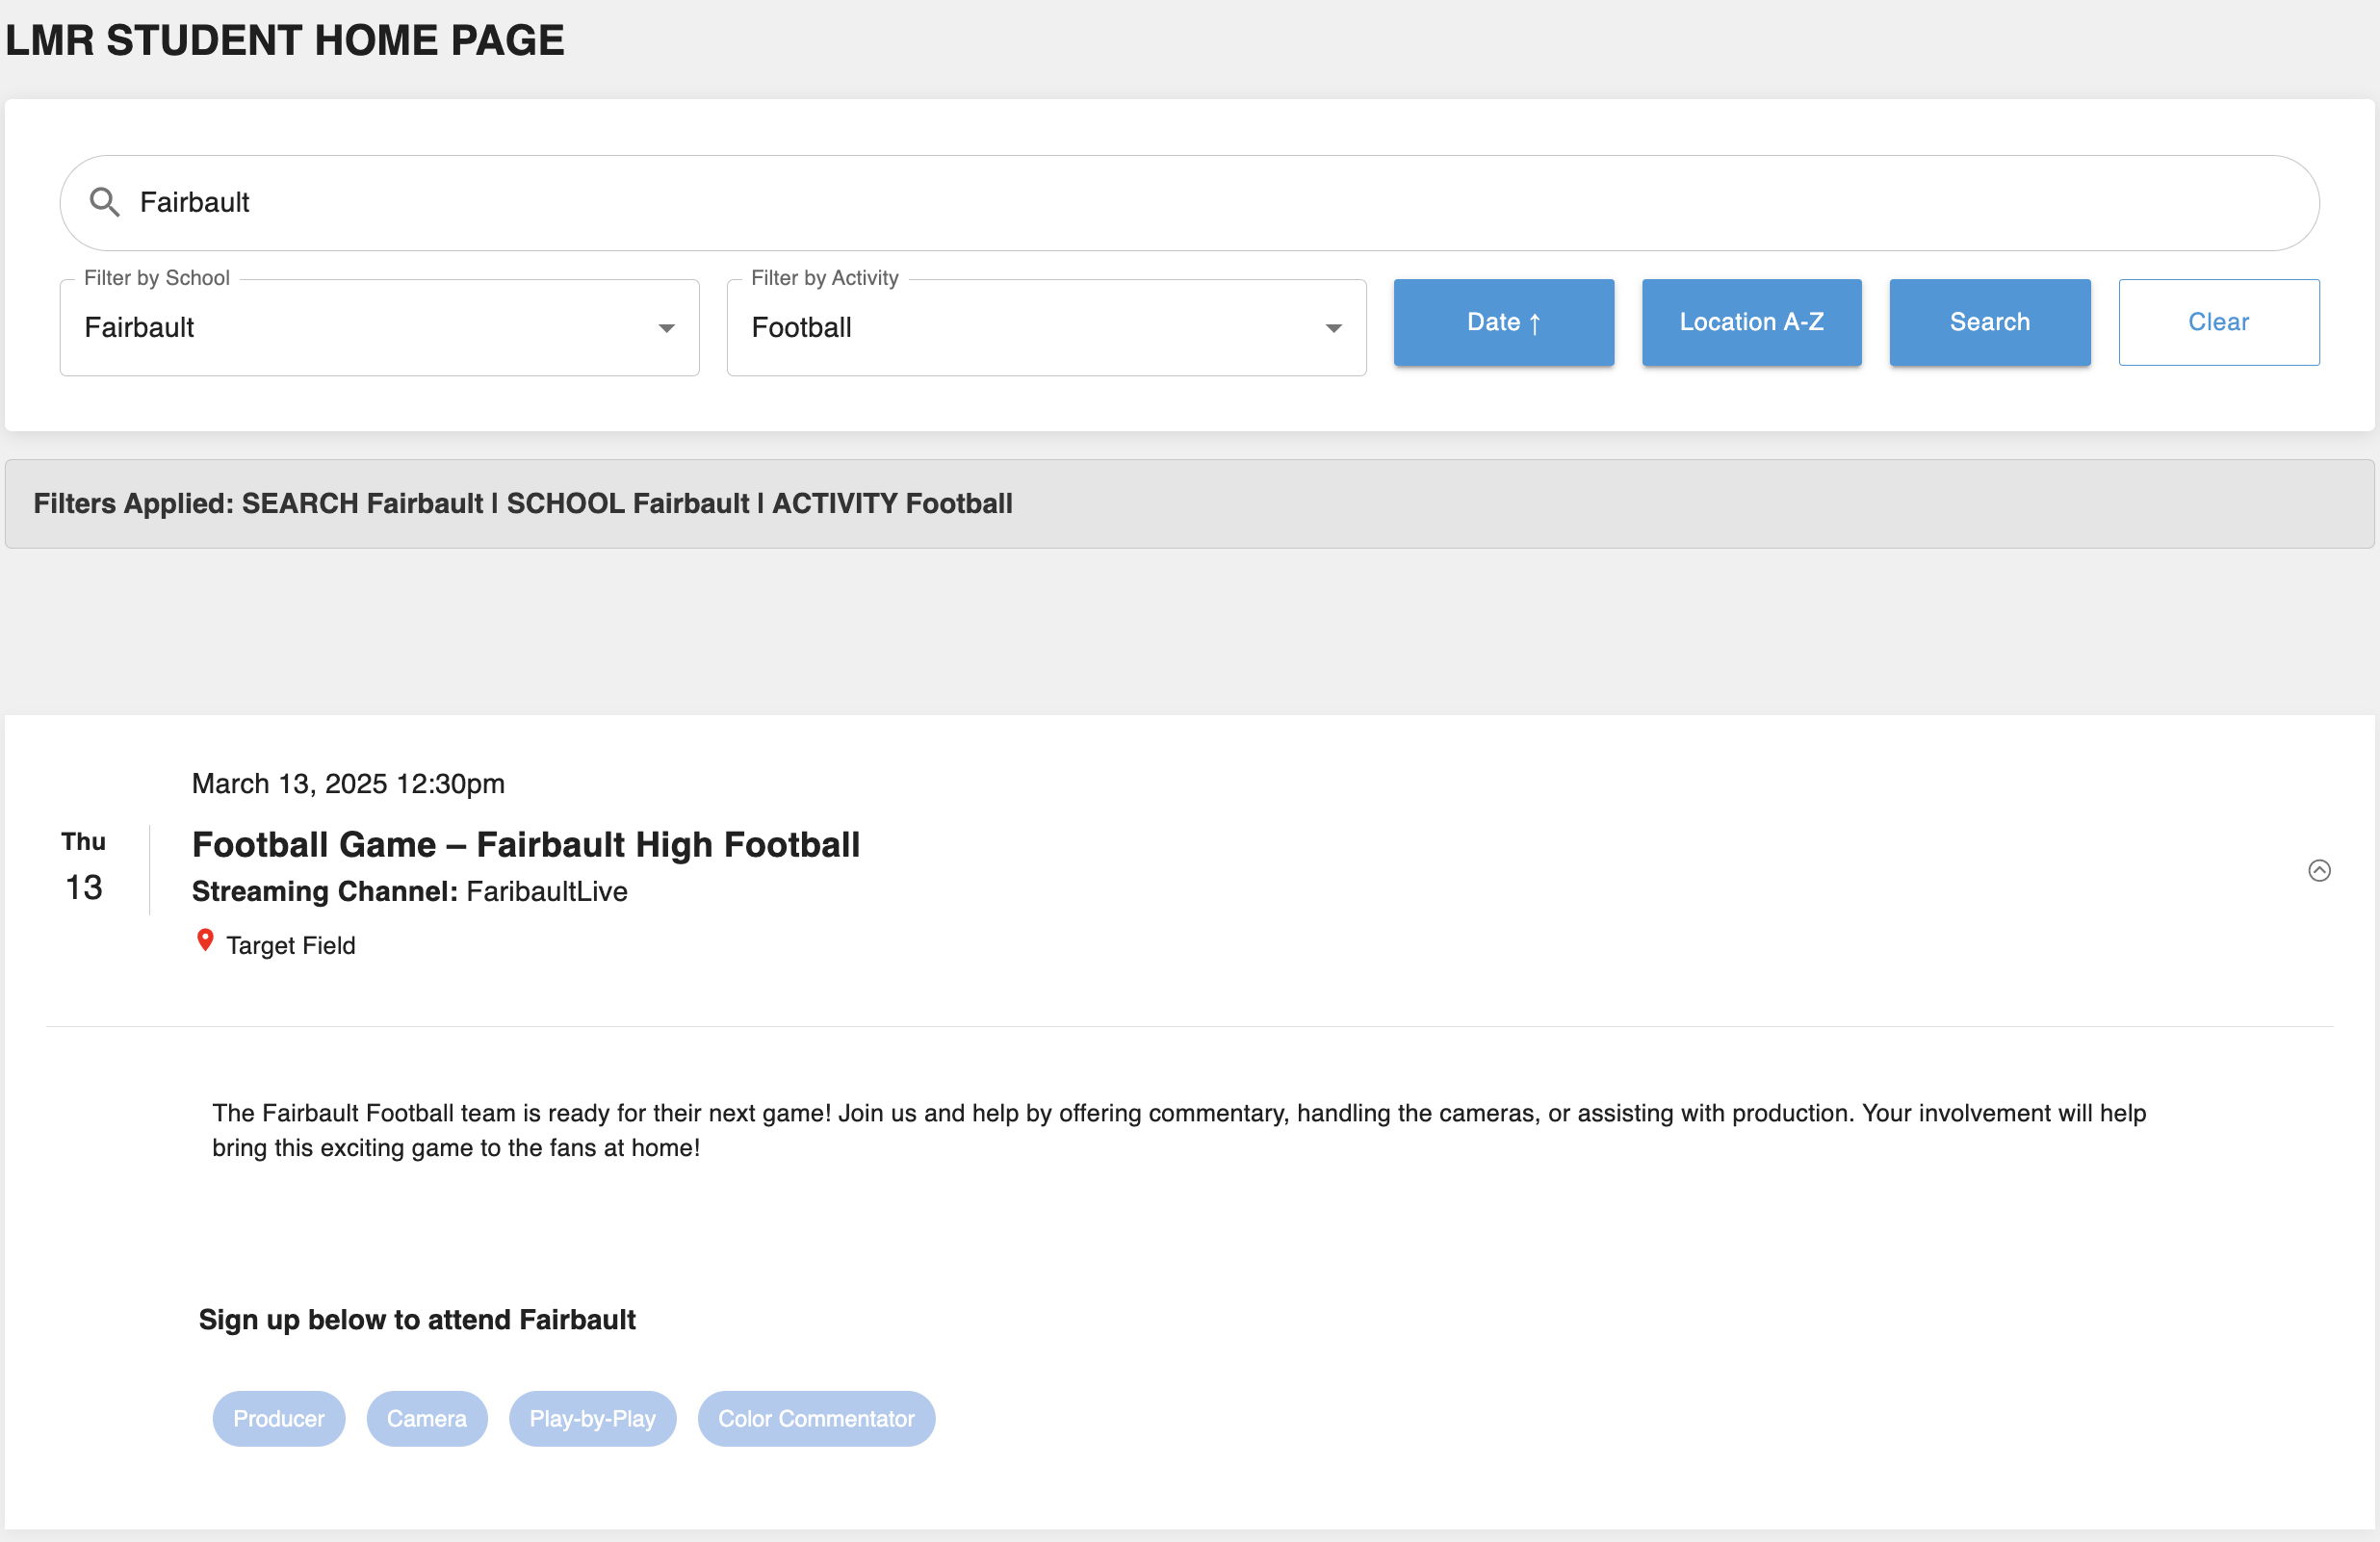 LMR STUDENT HOME PAGE
Fairbault
Filter by School
Fairbault
Filter by Activity
Football
Date ↑
Location A-Z
Search
Clear
Filters Applied: SEARCH Fairbault | SCHOOL Fairbault | ACTIVITY Football
March 13, 2025 12:30pm
Thu
13
Football Game – Fairbault High Football
Streaming Channel: FaribaultLive
Target Field
The Fairbault Football team is ready for their next game! Join us and help by offering commentary, handling the cameras, or assisting with production. Your involvement will help
bring this exciting game to the fans at home!
Sign up below to attend Fairbault
Producer
Camera
Play-by-Play
Color Commentator